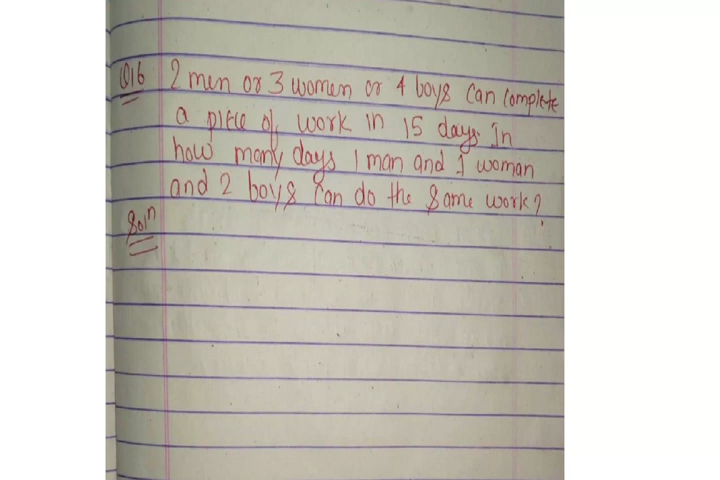 Q16 2 men or 3 women or 4 boys can complete
a piece of work in 15 days. In
how many days 1 man and 1 woman
and 2 boys can do the same work?
Soln